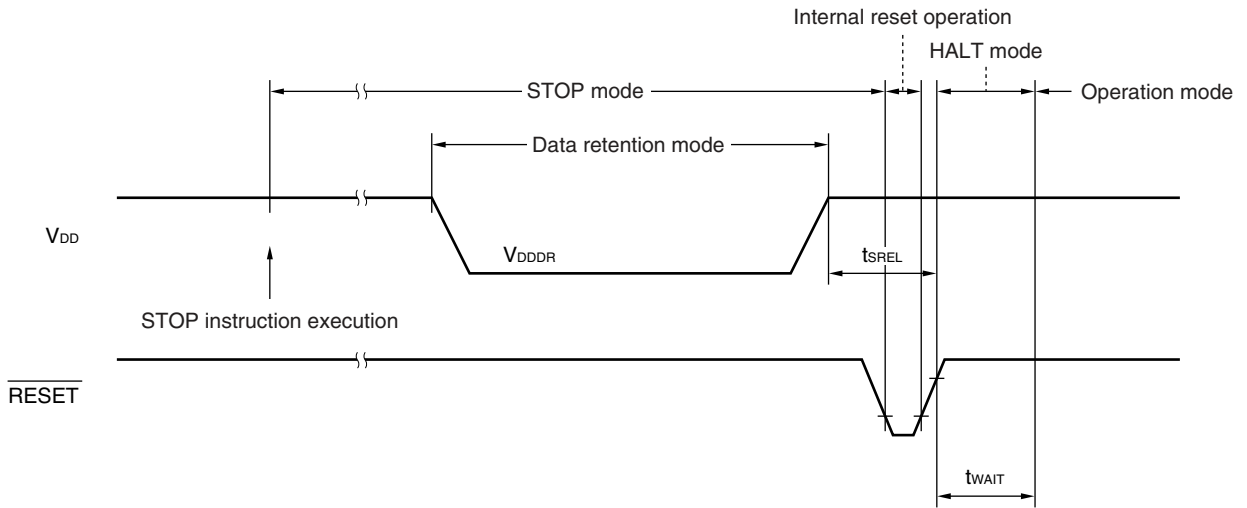 Internal reset operation
HALT mode
STOP mode
Operation mode
Data retention mode
VDD
VDDDR
tSREL
STOP instruction execution
RESET
tWAIT